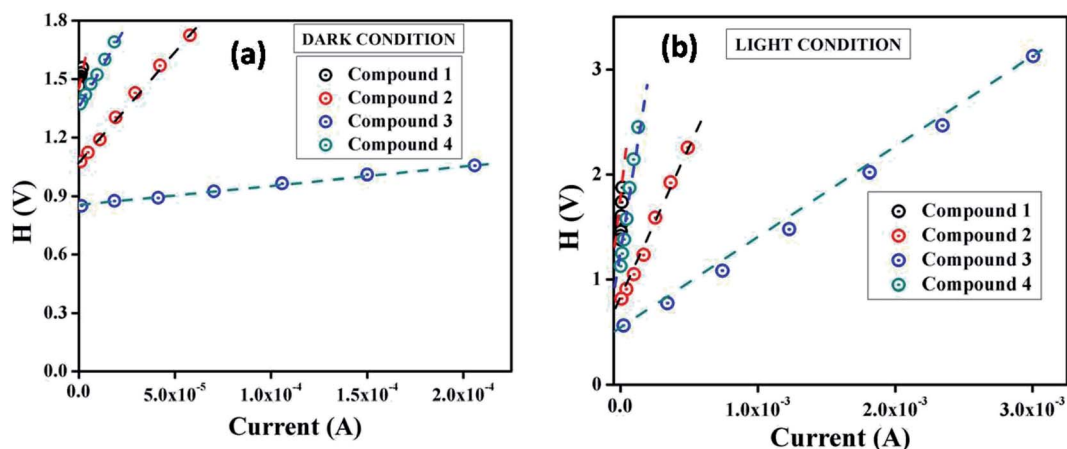 (a)
DARK CONDITION
Compound 1
Compound 2
Compound 3
Compound 4
H (V)
1.8
1.5
1.2
0.9
0.6
0.3
0.0
0.0
5.0x10⁻⁵
1.0x10⁻⁴
1.5x10⁻⁴
2.0x10⁻⁴
Current (A)
(b)
LIGHT CONDITION
Compound 1
Compound 2
Compound 3
Compound 4
H (V)
3
2
1
0
0.0
1.0x10⁻³
2.0x10⁻³
3.0x10⁻³
Current (A)